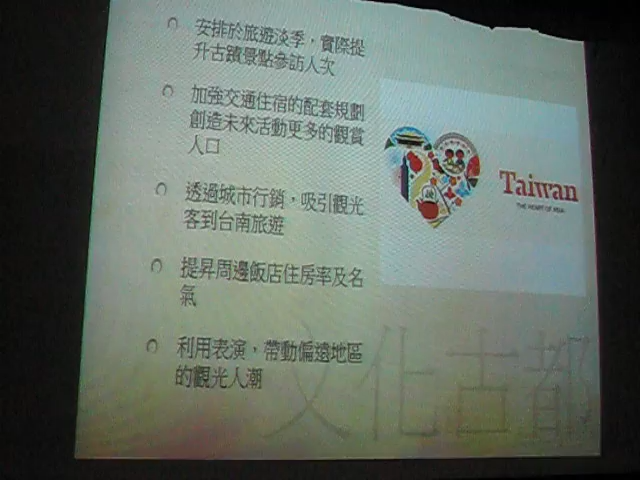 安排於旅遊淡季，實際提
升古蹟景點參訪人次
加強交通住宿的配套規劃
創造未來活動更多的觀賞
人口
透過城市行銷，吸引觀光
客到台南旅遊
提昇周邊飯店住房率及名
氣
利用表演，帶動偏遠地區
的觀光人潮
Taiwan
THE HEART OF ASIA
文化古都